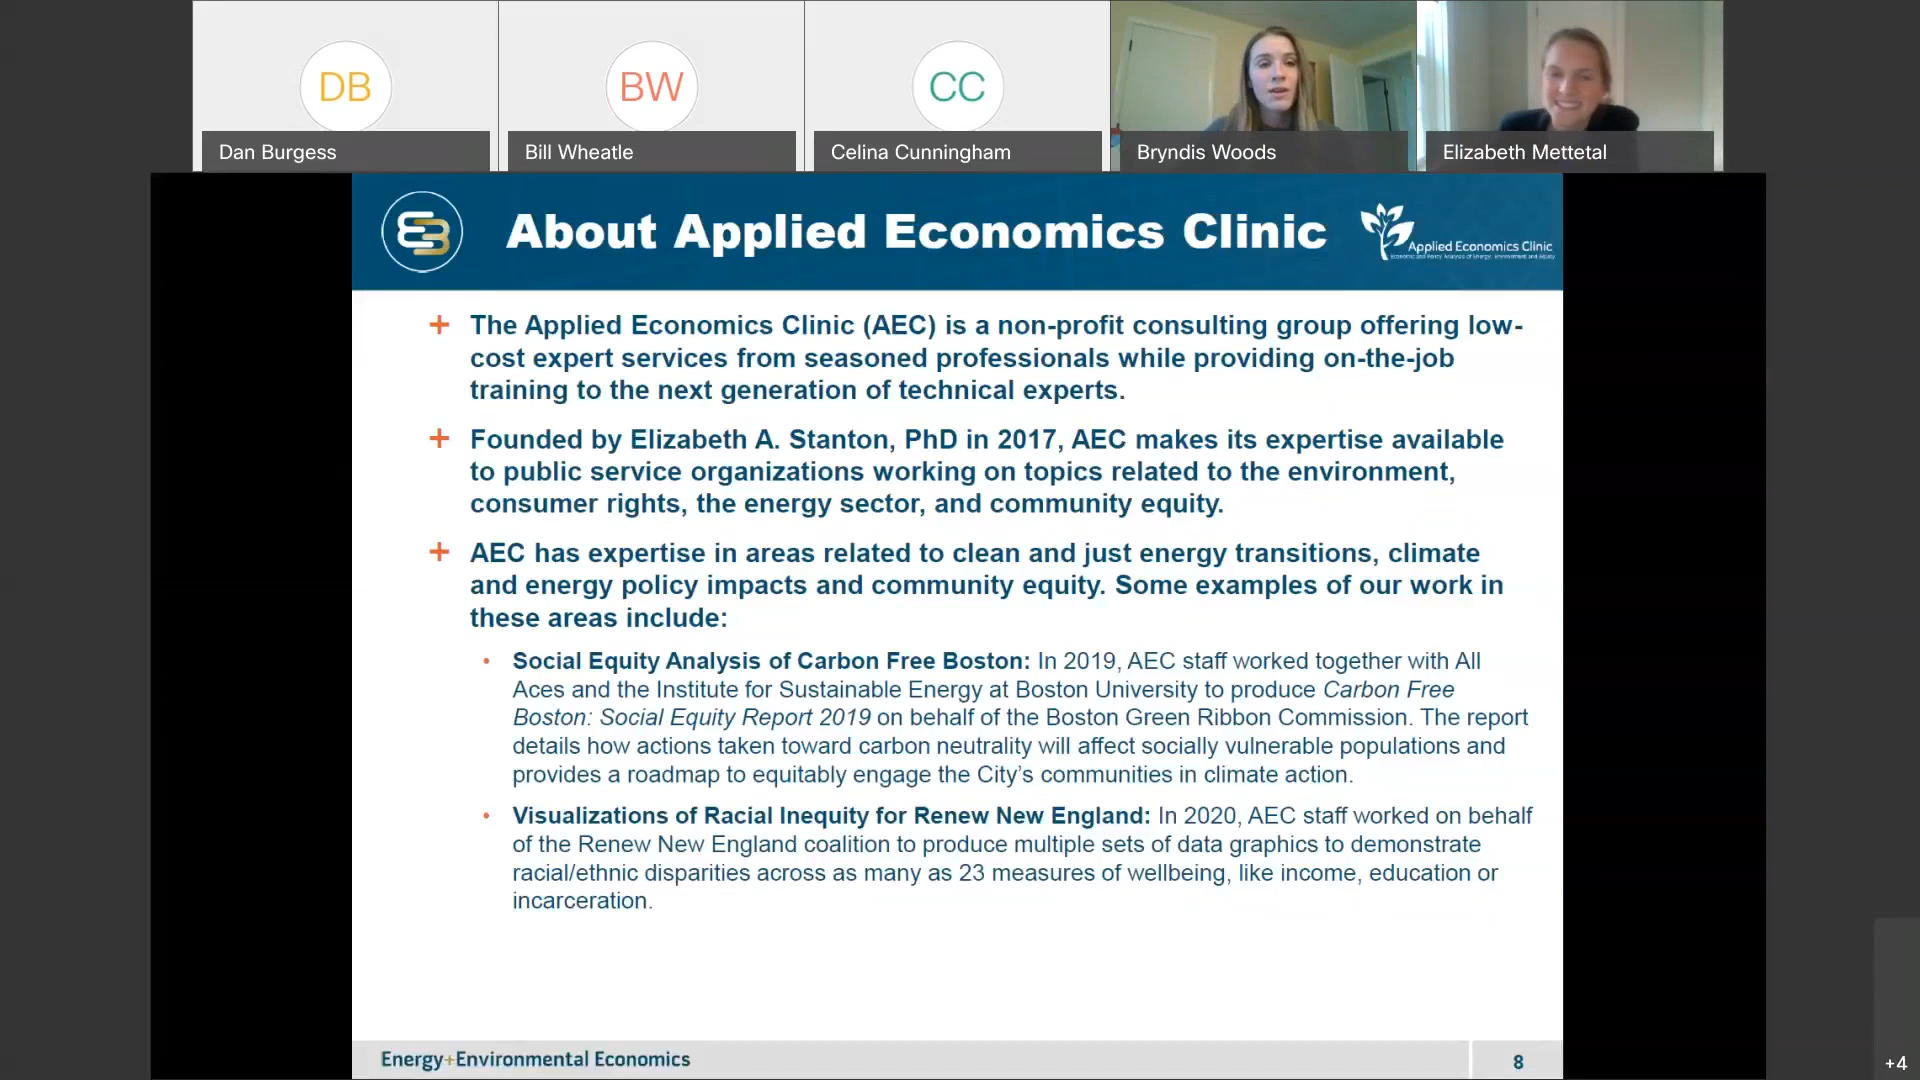 DB
BW
CC
Dan Burgess
Bill Wheatle
Celina Cunningham
Bryndis Woods
Elizabeth Mettetal
About Applied Economics Clinic
Applied Economics Clinic
Economic and Policy Analysis of Energy, Environment and Equity
+ The Applied Economics Clinic (AEC) is a non-profit consulting group offering low-
cost expert services from seasoned professionals while providing on-the-job
training to the next generation of technical experts.
+ Founded by Elizabeth A. Stanton, PhD in 2017, AEC makes its expertise available
to public service organizations working on topics related to the environment,
consumer rights, the energy sector, and community equity.
+ AEC has expertise in areas related to clean and just energy transitions, climate
and energy policy impacts and community equity. Some examples of our work in
these areas include:
• Social Equity Analysis of Carbon Free Boston: In 2019, AEC staff worked together with All
Aces and the Institute for Sustainable Energy at Boston University to produce Carbon Free
Boston: Social Equity Report 2019 on behalf of the Boston Green Ribbon Commission. The report
details how actions taken toward carbon neutrality will affect socially vulnerable populations and
provides a roadmap to equitably engage the City's communities in climate action.
• Visualizations of Racial Inequity for Renew New England: In 2020, AEC staff worked on behalf
of the Renew New England coalition to produce multiple sets of data graphics to demonstrate
racial/ethnic disparities across as many as 23 measures of wellbeing, like income, education or
incarceration.
Energy+Environmental Economics
8
+4